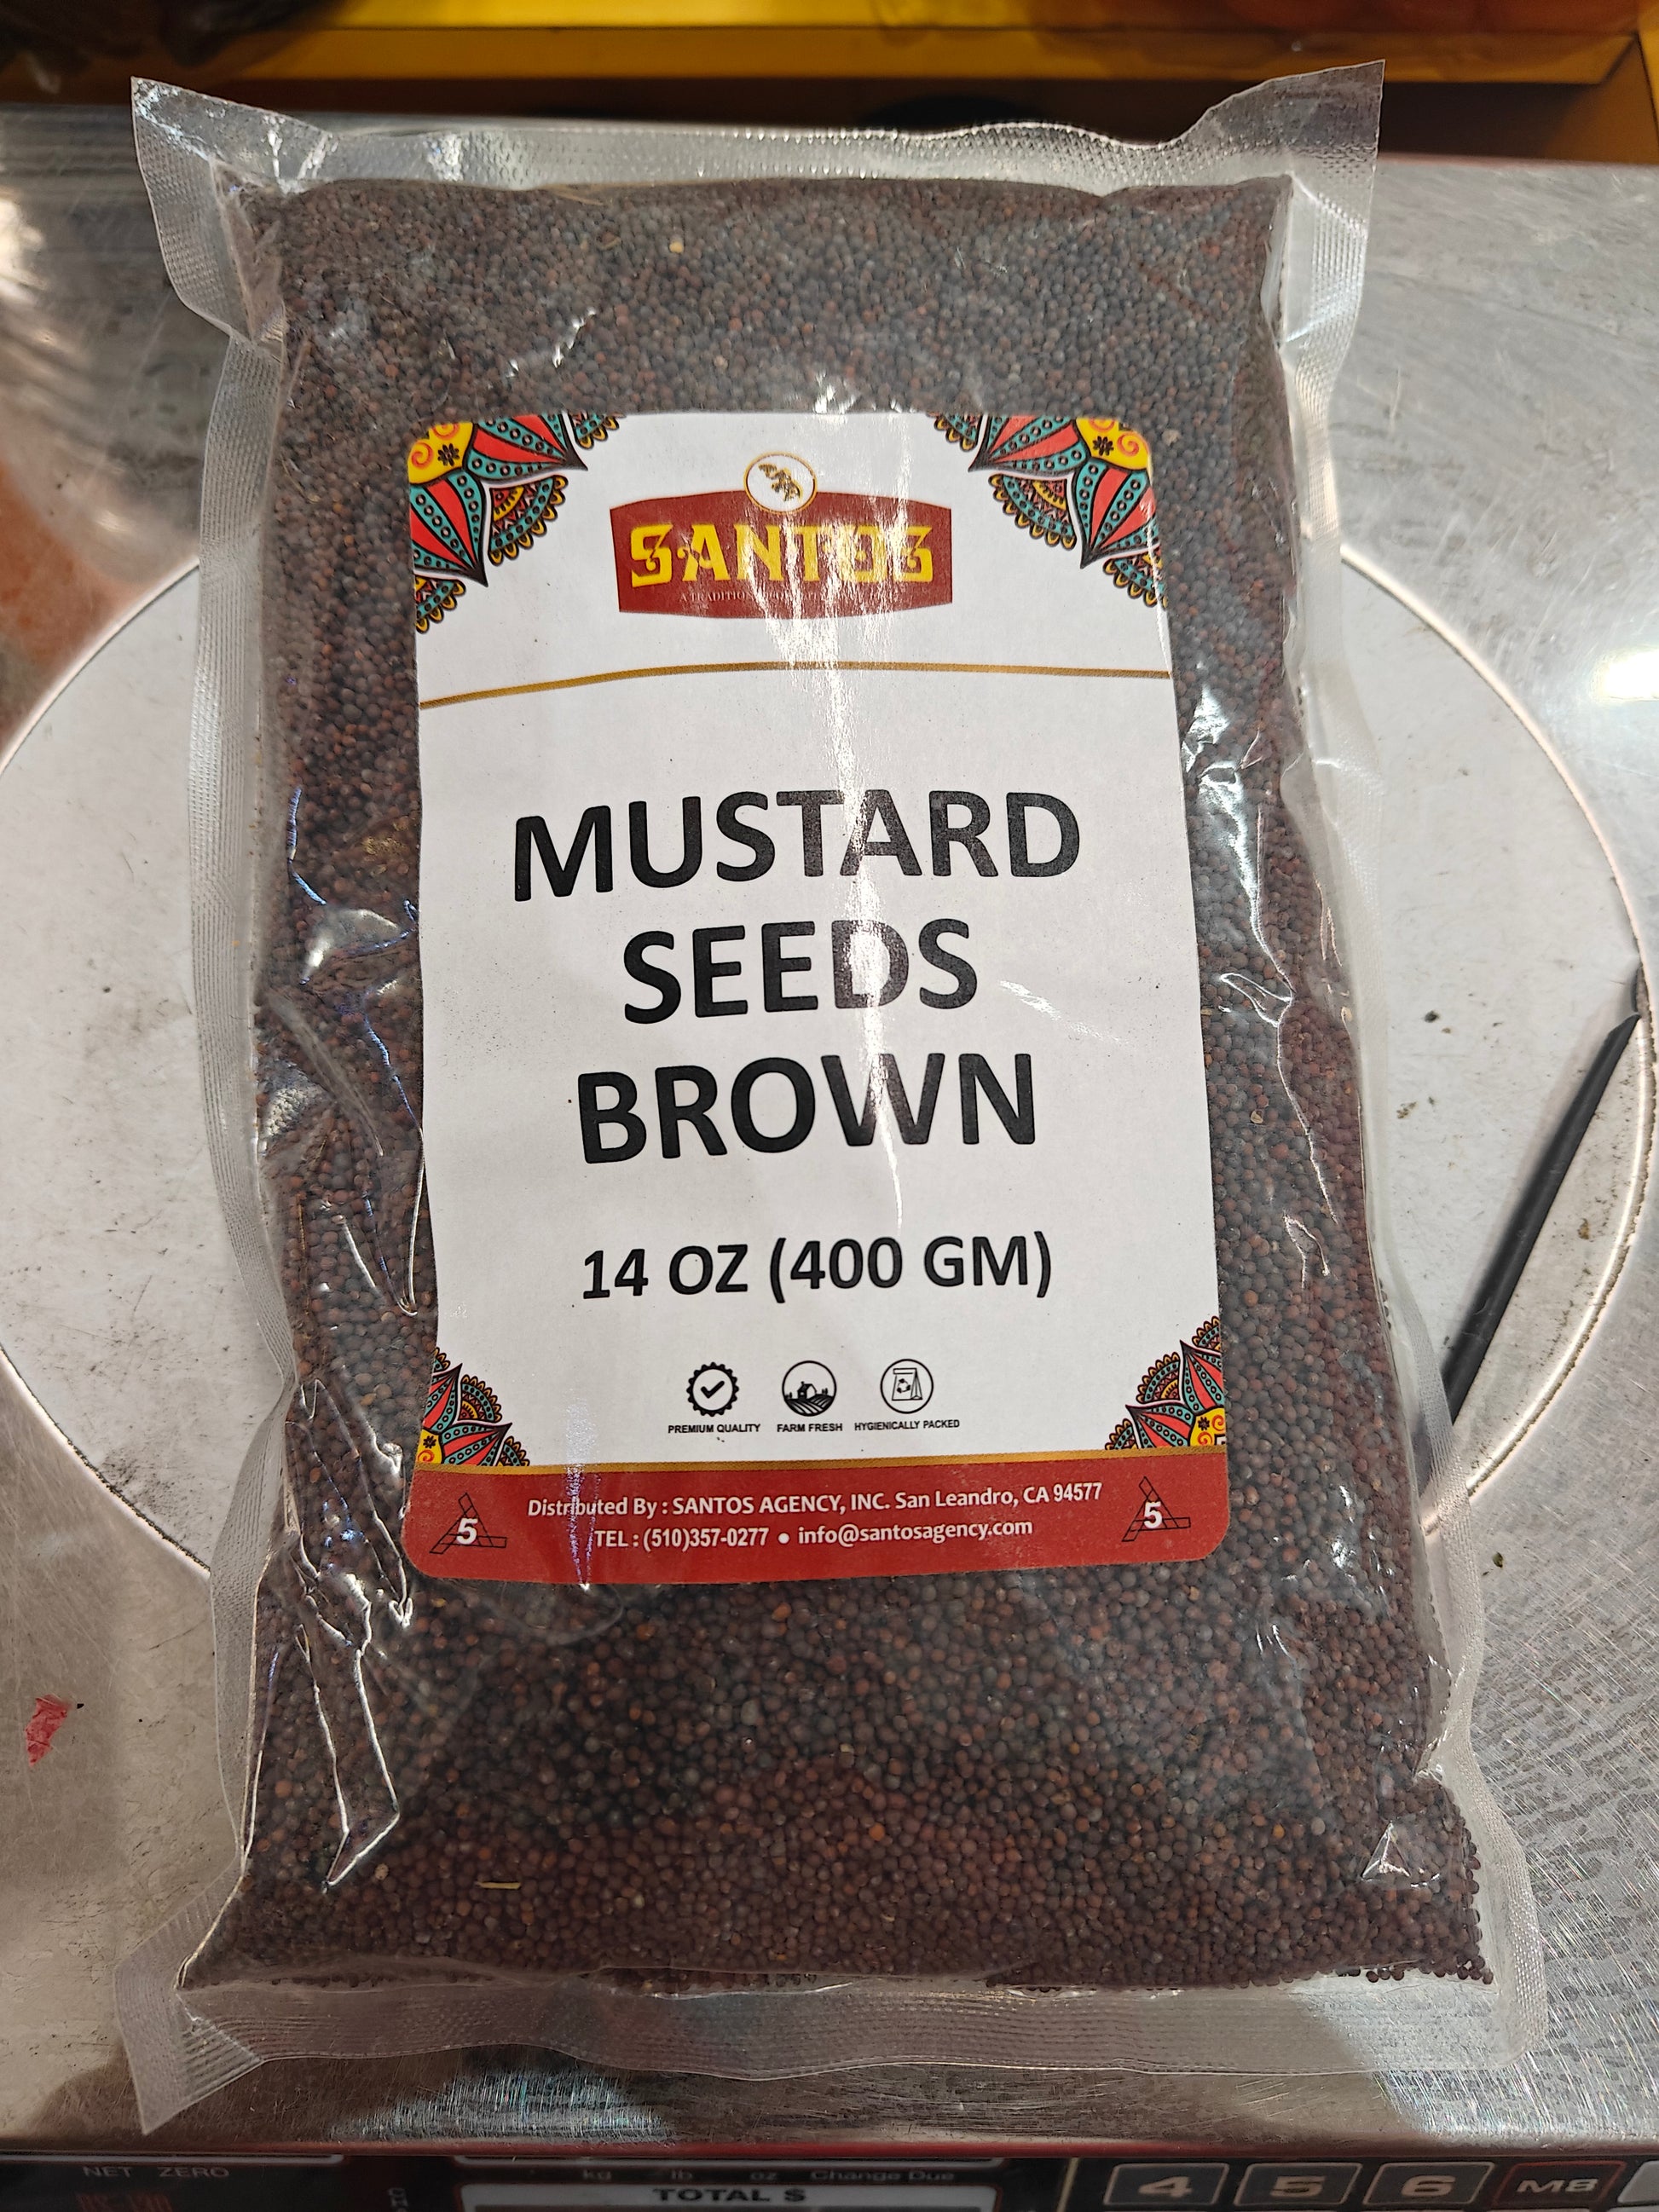 SANTOS
MUSTARD
SEEDS
BROWN
14 OZ (400 GM)
PREMIUM QUALITY FARM FRESH HYGIENICALLY PACKED
5 Distributed By : SANTOS AGENCY, INC. San Leandro, CA 94577 5
TEL : (510)357-0277 ● info@santosagency.com
NET ZERO kg lb oz Change Due 4 5 6 M8
TOTAL $